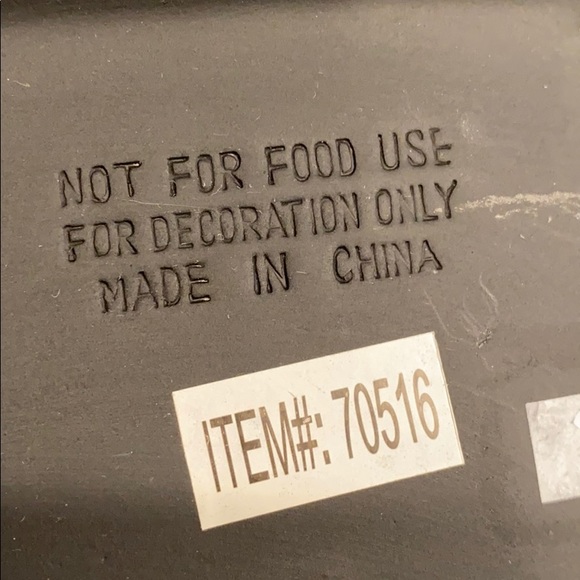 NOT FOR FOOD USE
FOR DECORATION ONLY
MADE IN CHINA
ITEM#: 70516